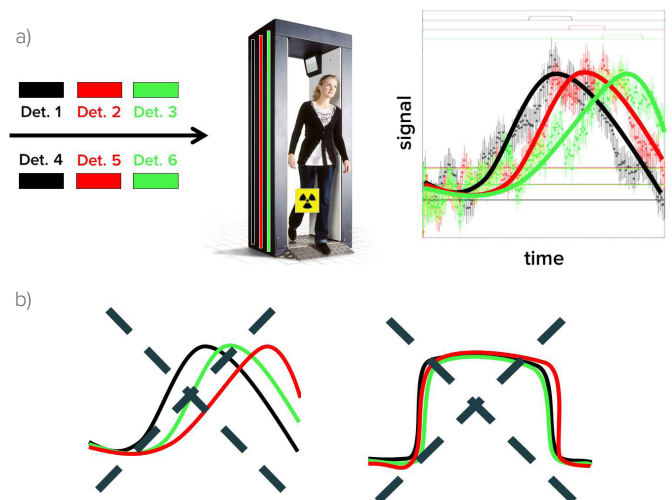 a)
Det. 1 Det. 2 Det. 3
Det. 4 Det. 5 Det. 6
signal
time
b)